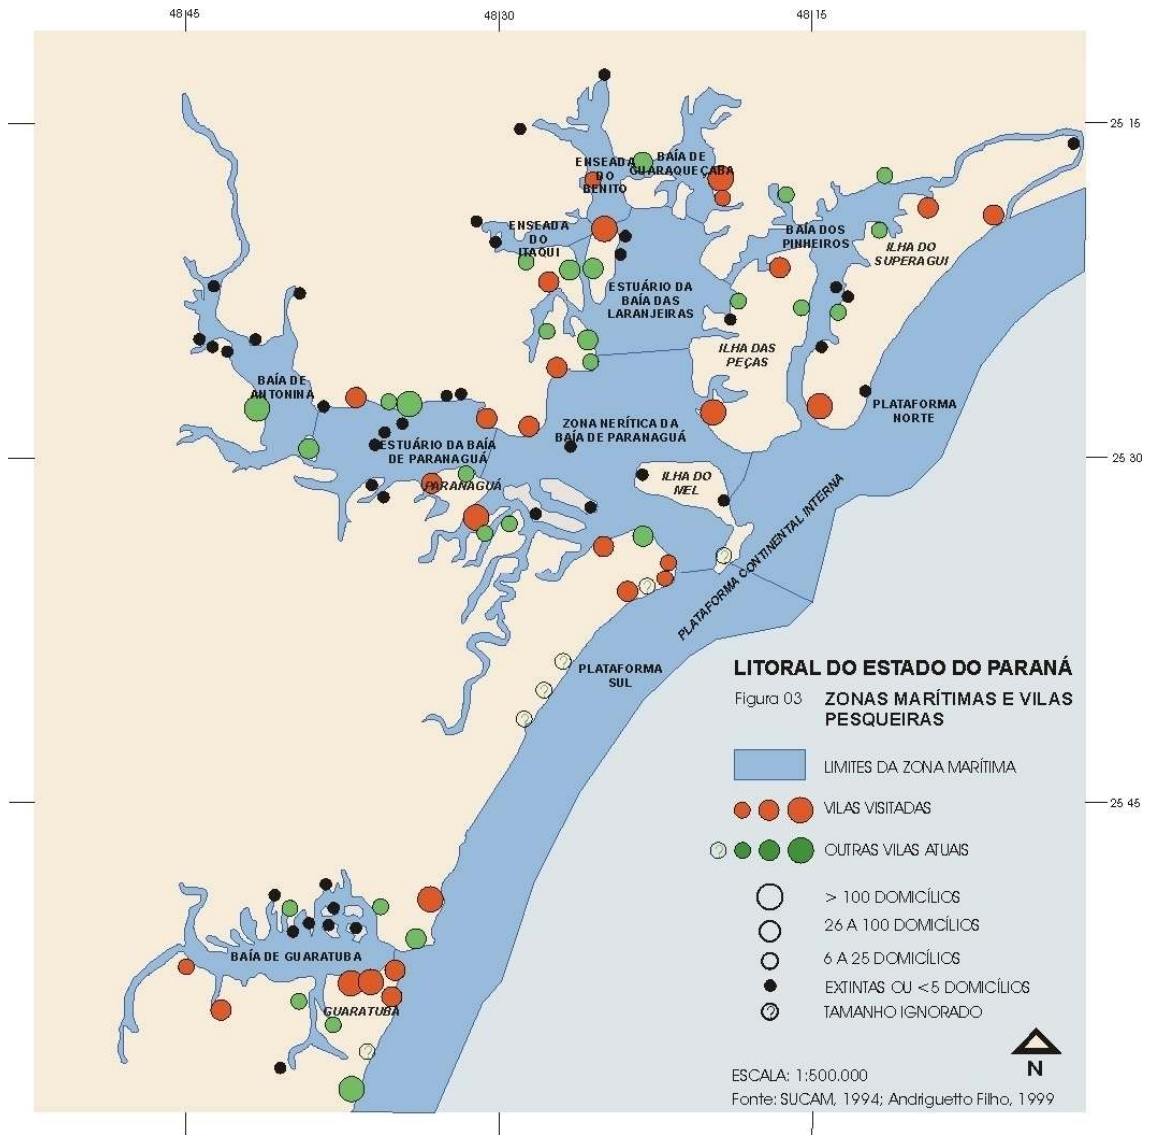 48 45
48 30
48 15
25 15
25 30
25 45
ENSEADA
DO
BENITO
BAÍA DE
GUARAQUEÇABA
ENSEADA
DO
ITAQUI
BAÍA DOS
PINHEIROS
ILHA DO
SUPERAGUI
ESTUÁRIO DA
BAÍA DAS
LARANJEIRAS
ILHA DAS
PEÇAS
BAÍA DE
ANTONINA
PLATAFORMA
NORTE
ZONA NERÍTICA DA
BAÍA DE PARANAGUÁ
ESTUÁRIO DA BAÍA
DE PARANAGUÁ
PARANAGUÁ
ILHA DO
MEL
PLATAFORMA CONTINENTAL INTERNA
PLATAFORMA
SUL
BAÍA DE GUARATUBA
GUARATUBA
LITORAL DO ESTADO DO PARANÁ
Figura 03 ZONAS MARÍTIMAS E VILAS
PESQUEIRAS
LIMITES DA ZONA MARÍTIMA
VILAS VISITADAS
? OUTRAS VILAS ATUAIS
> 100 DOMICÍLIOS
26 A 100 DOMICÍLIOS
6 A 25 DOMICÍLIOS
EXTINTAS OU <5 DOMICÍLIOS
? TAMANHO IGNORADO
N
ESCALA: 1:500.000
Fonte: SUCAM, 1994; Andriguetto Filho, 1999